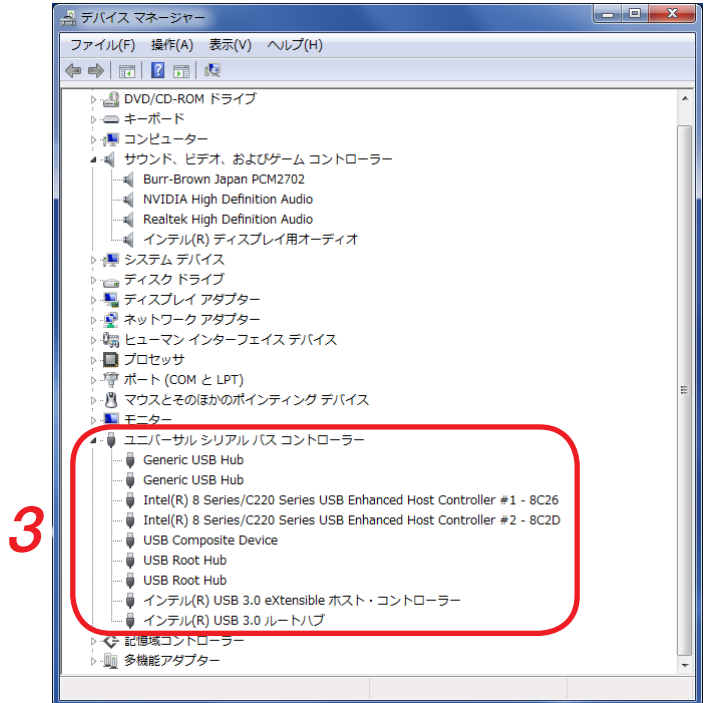 デバイス マネージャー
ファイル(F) 操作(A) 表示(V) ヘルプ(H)
DVD/CD-ROM ドライブ
キーボード
コンピューター
サウンド、ビデオ、およびゲーム コントローラー
Burr-Brown Japan PCM2702
NVIDIA High Definition Audio
Realtek High Definition Audio
インテル(R) ディスプレイ用オーディオ
システム デバイス
ディスク ドライブ
ディスプレイ アダプター
ネットワーク アダプター
ヒューマン インターフェイス デバイス
プロセッサ
ポート (COM と LPT)
マウスとそのほかのポインティング デバイス
モニター
ユニバーサル シリアル バス コントローラー
Generic USB Hub
Generic USB Hub
Intel(R) 8 Series/C220 Series USB Enhanced Host Controller #1 - 8C26
Intel(R) 8 Series/C220 Series USB Enhanced Host Controller #2 - 8C2D
3
USB Composite Device
USB Root Hub
USB Root Hub
インテル(R) USB 3.0 eXtensible ホスト・コントローラー
インテル(R) USB 3.0 ルートハブ
記憶域コントローラー
多機能アダプター